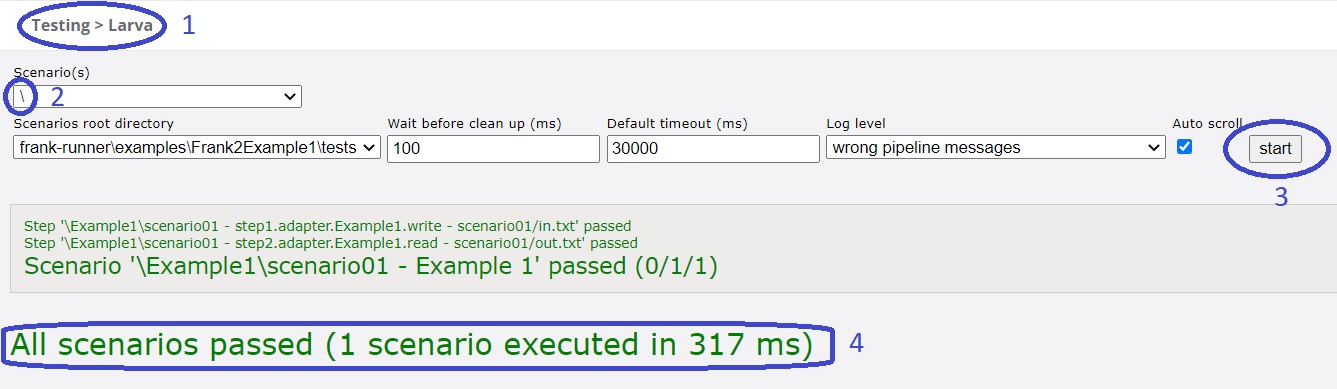 Testing > Larva 1
Scenario(s)
\ 2
Scenarios root directory Wait before clean up (ms) Default timeout (ms) Log level Auto scroll
frank-runner\examples\Frank2Example1\tests 100 30000 wrong pipeline messages start
3
Step '\Example1\scenario01 - step1.adapter.Example1.write - scenario01/in.txt' passed
Step '\Example1\scenario01 - step2.adapter.Example1.read - scenario01/out.txt' passed
Scenario '\Example1\scenario01 - Example 1' passed (0/1/1)
All scenarios passed (1 scenario executed in 317 ms) 4